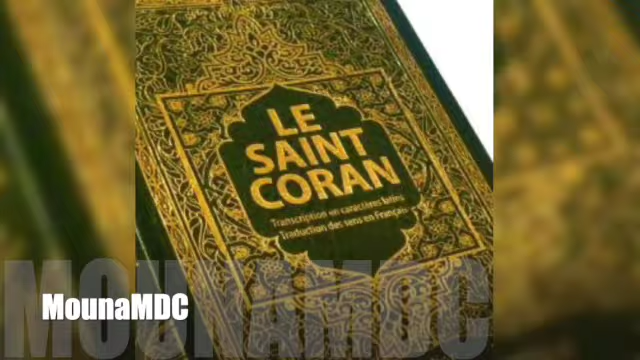 LE
SAINT
CORAN
Transcription en caractères latins
Traduction des sens en Français
MOUNAMDC
MounaMDC